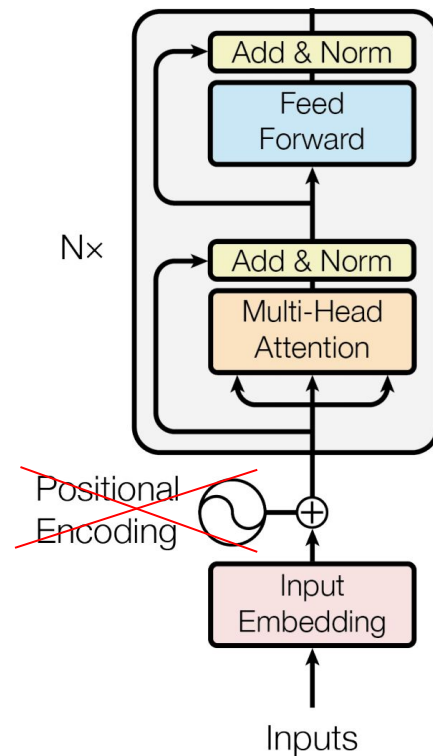 Add & Norm
Feed
Forward
Nx
Add & Norm
Multi-Head
Attention
Positional
Encoding
Input
Embedding
Inputs